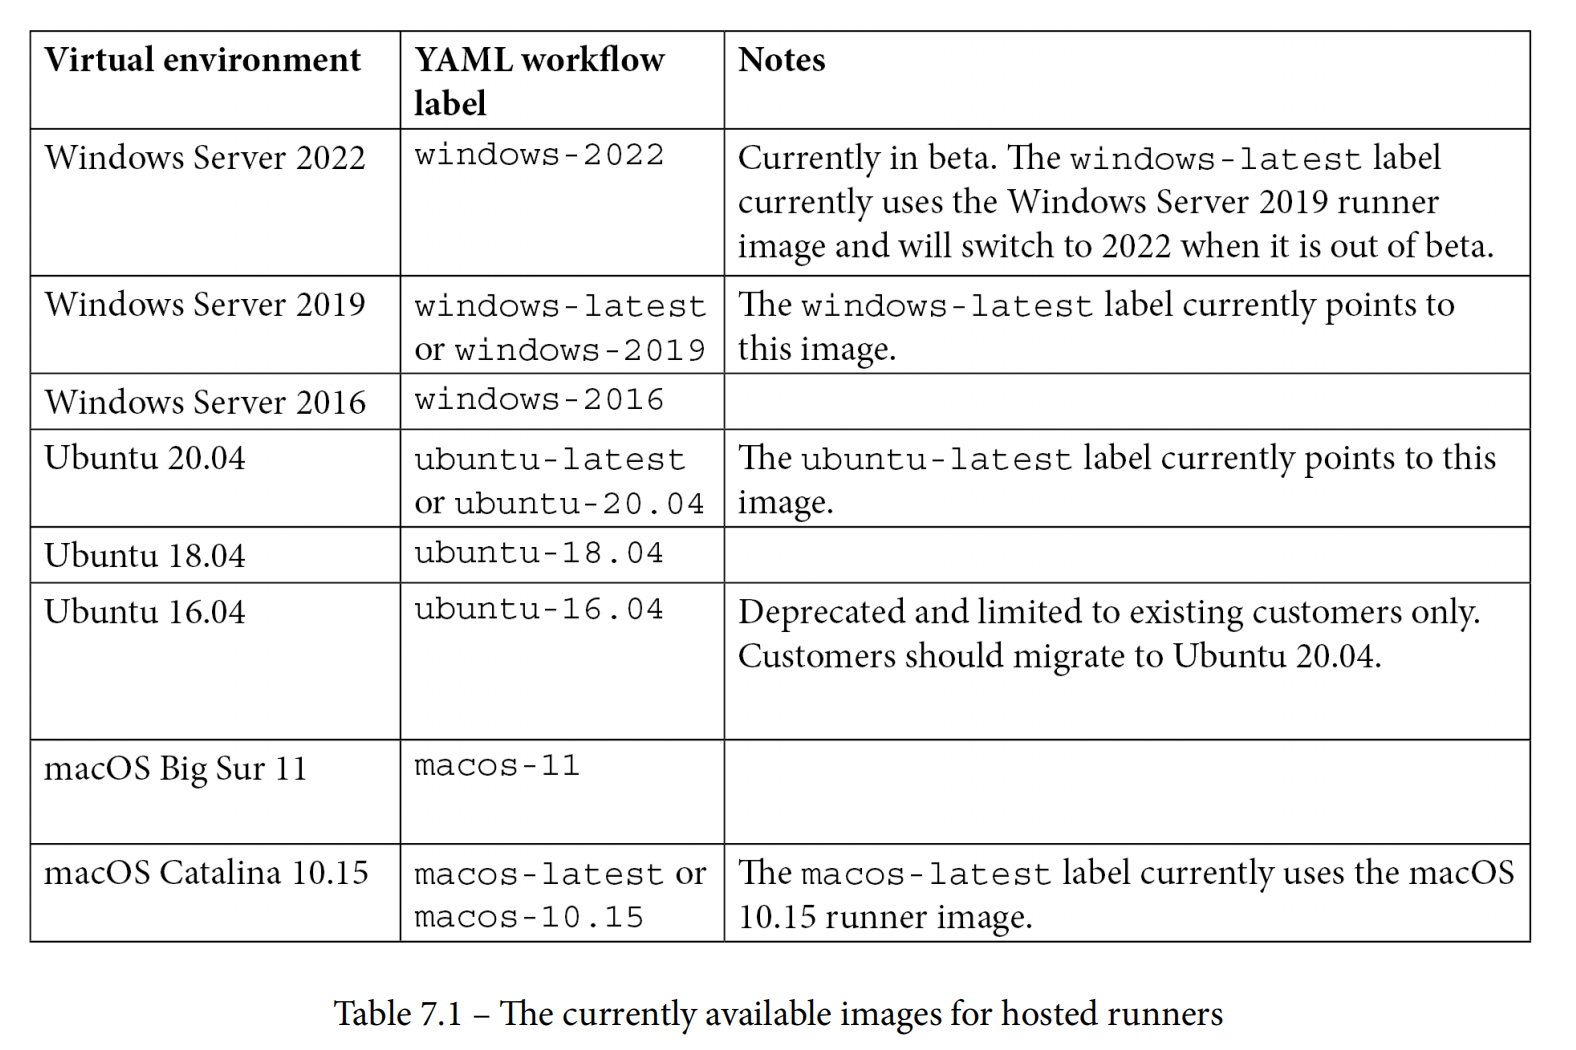 Virtual environment
YAML workflow
label
Notes
Windows Server 2022
windows-2022
Currently in beta. The windows-latest label
currently uses the Windows Server 2019 runner
image and will switch to 2022 when it is out of beta.
Windows Server 2019
windows-latest
or windows-2019
The windows-latest label currently points to
this image.
Windows Server 2016
windows-2016
Ubuntu 20.04
ubuntu-latest
or ubuntu-20.04
The ubuntu-latest label currently points to this
image.
Ubuntu 18.04
ubuntu-18.04
Ubuntu 16.04
ubuntu-16.04
Deprecated and limited to existing customers only.
Customers should migrate to Ubuntu 20.04.
macOS Big Sur 11
macos-11
macOS Catalina 10.15
macos-latest or
macos-10.15
The macos-latest label currently uses the macOS
10.15 runner image.
Table 7.1 – The currently available images for hosted runners